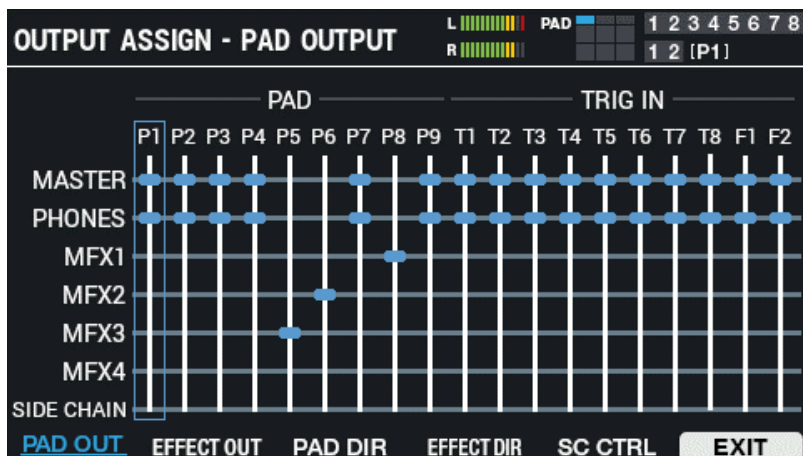 OUTPUT ASSIGN - PAD OUTPUT L PAD 1 2 3 4 5 6 7 8
R 1 2 [P1]
PAD TRIG IN
P1 P2 P3 P4 P5 P6 P7 P8 P9 T1 T2 T3 T4 T5 T6 T7 T8 F1 F2
MASTER
PHONES
MFX1
MFX2
MFX3
MFX4
SIDE CHAIN
PAD OUT EFFECT OUT PAD DIR EFFECT DIR SC CTRL EXIT